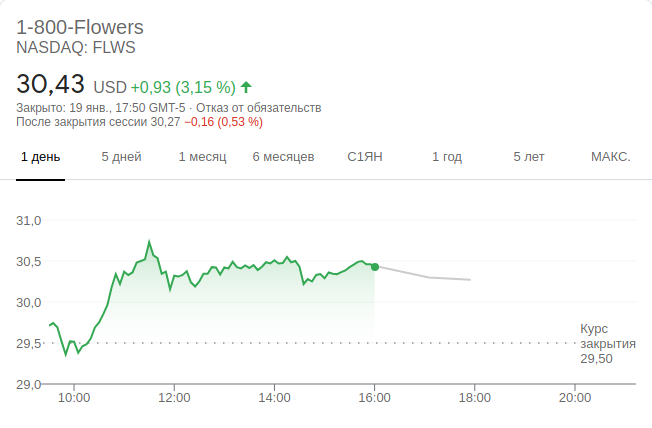 1-800-Flowers
NASDAQ: FLWS
30,43 USD +0,93 (3,15 %)
Закрыто: 19 янв., 17:50 GMT-5 · Отказ от обязательств
После закрытия сессии 30,27 −0,16 (0,53 %)
1 день 5 дней 1 месяц 6 месяцев С1ЯН 1 год 5 лет МАКС.
31,0
30,5
30,0
29,5
29,0
Курс
закрытия
29,50
10:00 12:00 14:00 16:00 18:00 20:00